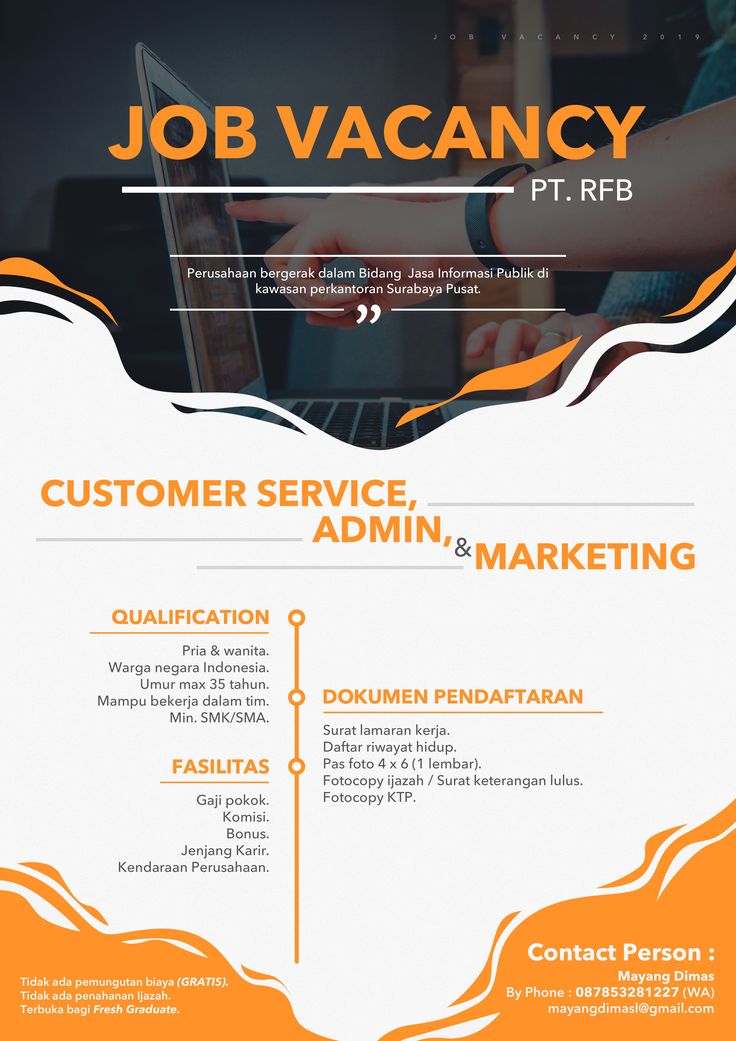 JOB VACANCY 2019
JOB VACANCY
PT. RFB
Perusahaan bergerak dalam Bidang Jasa Informasi Publik di
kawasan perkantoran Surabaya Pusat.
”
CUSTOMER SERVICE,
ADMIN,
& MARKETING
QUALIFICATION
Pria & wanita.
Warga negara Indonesia.
Umur max 35 tahun.
Mampu bekerja dalam tim.
Min. SMK/SMA.
DOKUMEN PENDAFTARAN
Surat lamaran kerja.
Daftar riwayat hidup.
Pas foto 4 x 6 (1 lembar).
Fotocopy ijazah / Surat keterangan lulus.
Fotocopy KTP.
FASILITAS
Gaji pokok.
Komisi.
Bonus.
Jenjang Karir.
Kendaraan Perusahaan.
Tidak ada pemungutan biaya (GRATIS).
Tidak ada penahanan Ijazah.
Terbuka bagi Fresh Graduate.
Contact Person :
Mayang Dimas
By Phone : 087853281227 (WA)
mayangdimasl@gmail.com